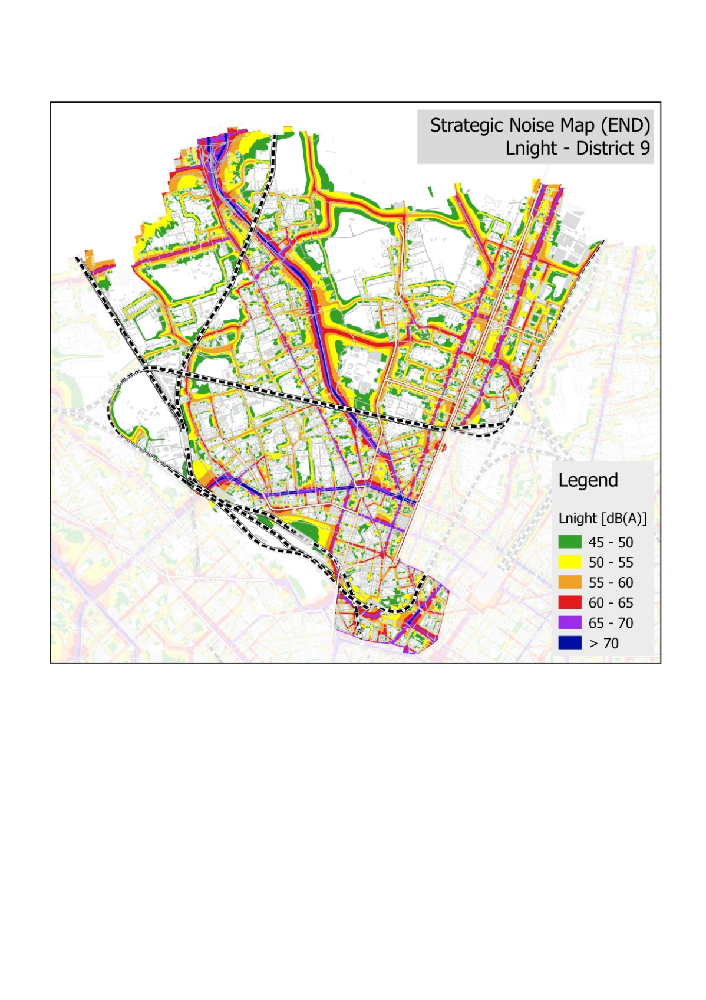 Strategic Noise Map (END)
Lnight - District 9
Legend
Lnight [dB(A)]
45 - 50
50 - 55
55 - 60
60 - 65
65 - 70
> 70